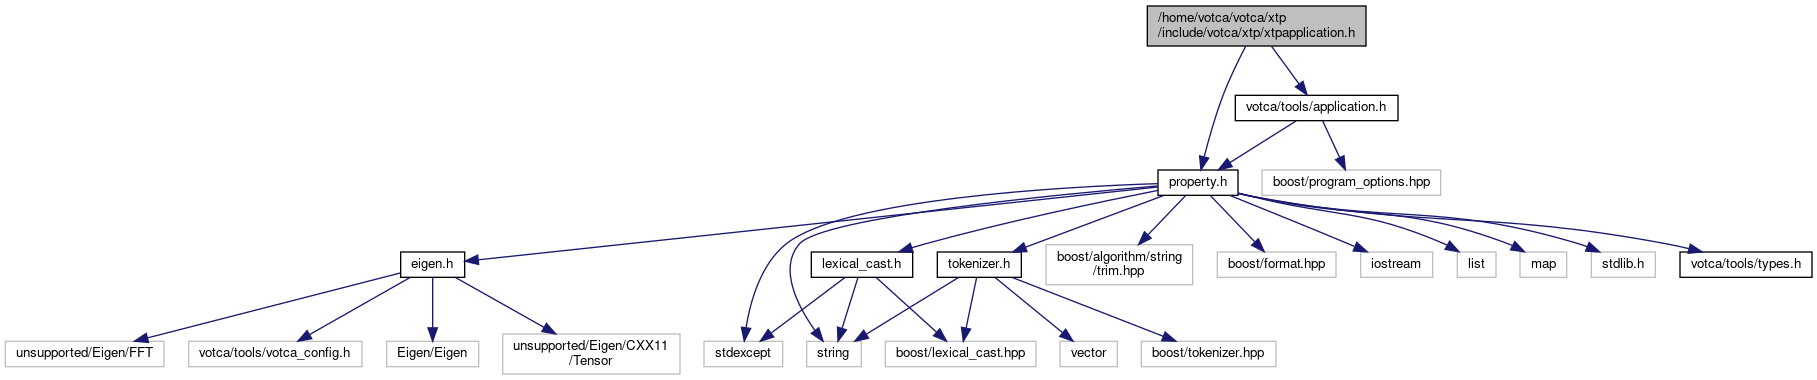 /home/votca/votca/xtp
/include/votca/xtp/xtpapplication.h
votca/tools/application.h
property.h
boost/program_options.hpp
eigen.h
lexical_cast.h
tokenizer.h
boost/algorithm/string
/trim.hpp
boost/format.hpp
iostream
list
map
stdlib.h
votca/tools/types.h
unsupported/Eigen/FFT
votca/tools/votca_config.h
Eigen/Eigen
unsupported/Eigen/CXX11
/Tensor
stdexcept
string
boost/lexical_cast.hpp
vector
boost/tokenizer.hpp